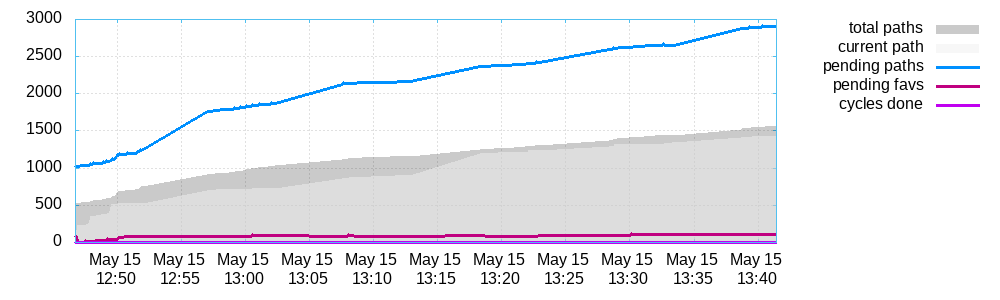 3000
2500
2000
1500
1000
500
0
May 15 May 15 May 15 May 15 May 15 May 15 May 15 May 15 May 15 May 15 May 15
12:50 12:55 13:00 13:05 13:10 13:15 13:20 13:25 13:30 13:35 13:40
total paths
current path
pending paths
pending favs
cycles done